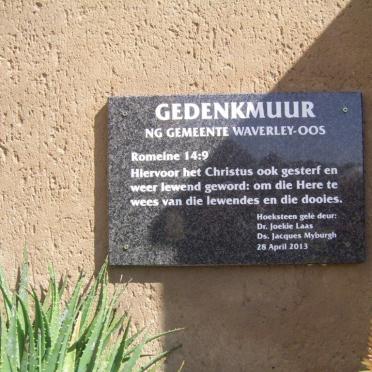 GEDENKMUUR
NG GEMEENTE WAVERLEY-OOS
Romeine 14:9
Hiervoor het Christus ook gesterf en
weer lewend geword: om die Here te
wees van die lewendes en die dooies.
Hoeksteen gelê deur:
Dr. Joekie Laas
Ds. Jacques Myburgh
28 April 2013